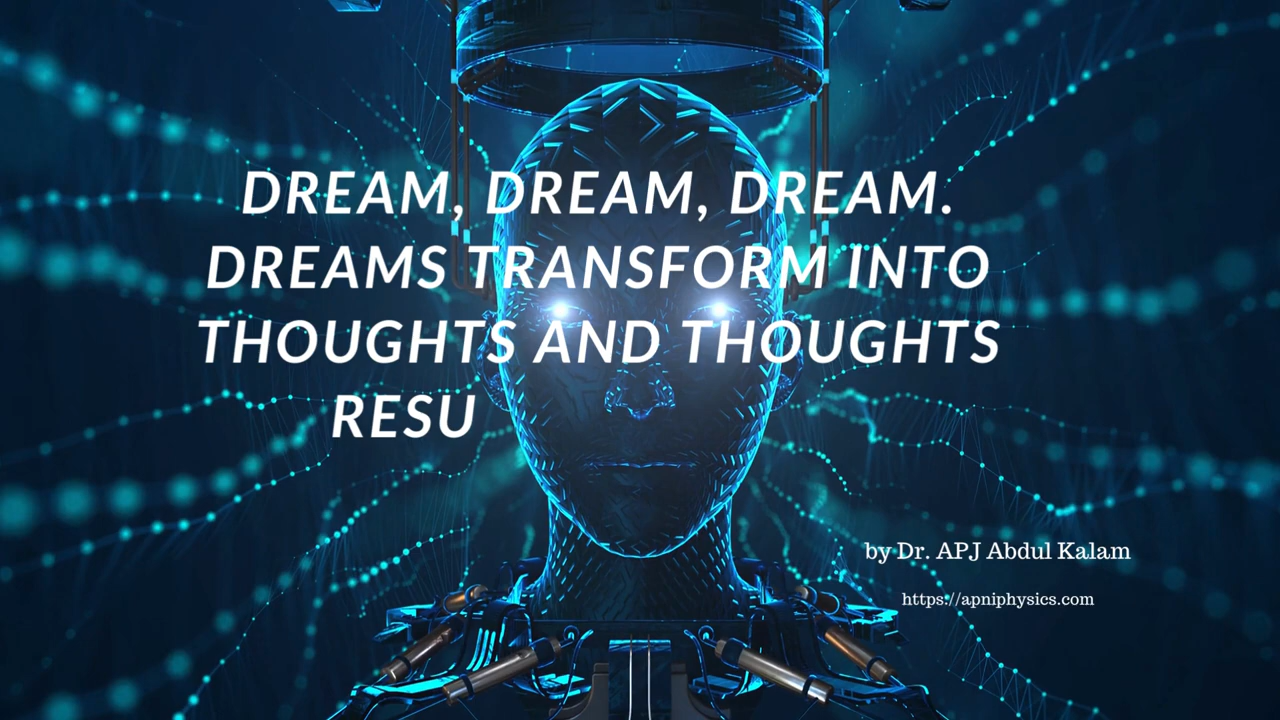 DREAM, DREAM, DREAM.
DREAMS TRANSFORM INTO
THOUGHTS AND THOUGHTS
RESU
by Dr. APJ Abdul Kalam
https://apniphysics.com